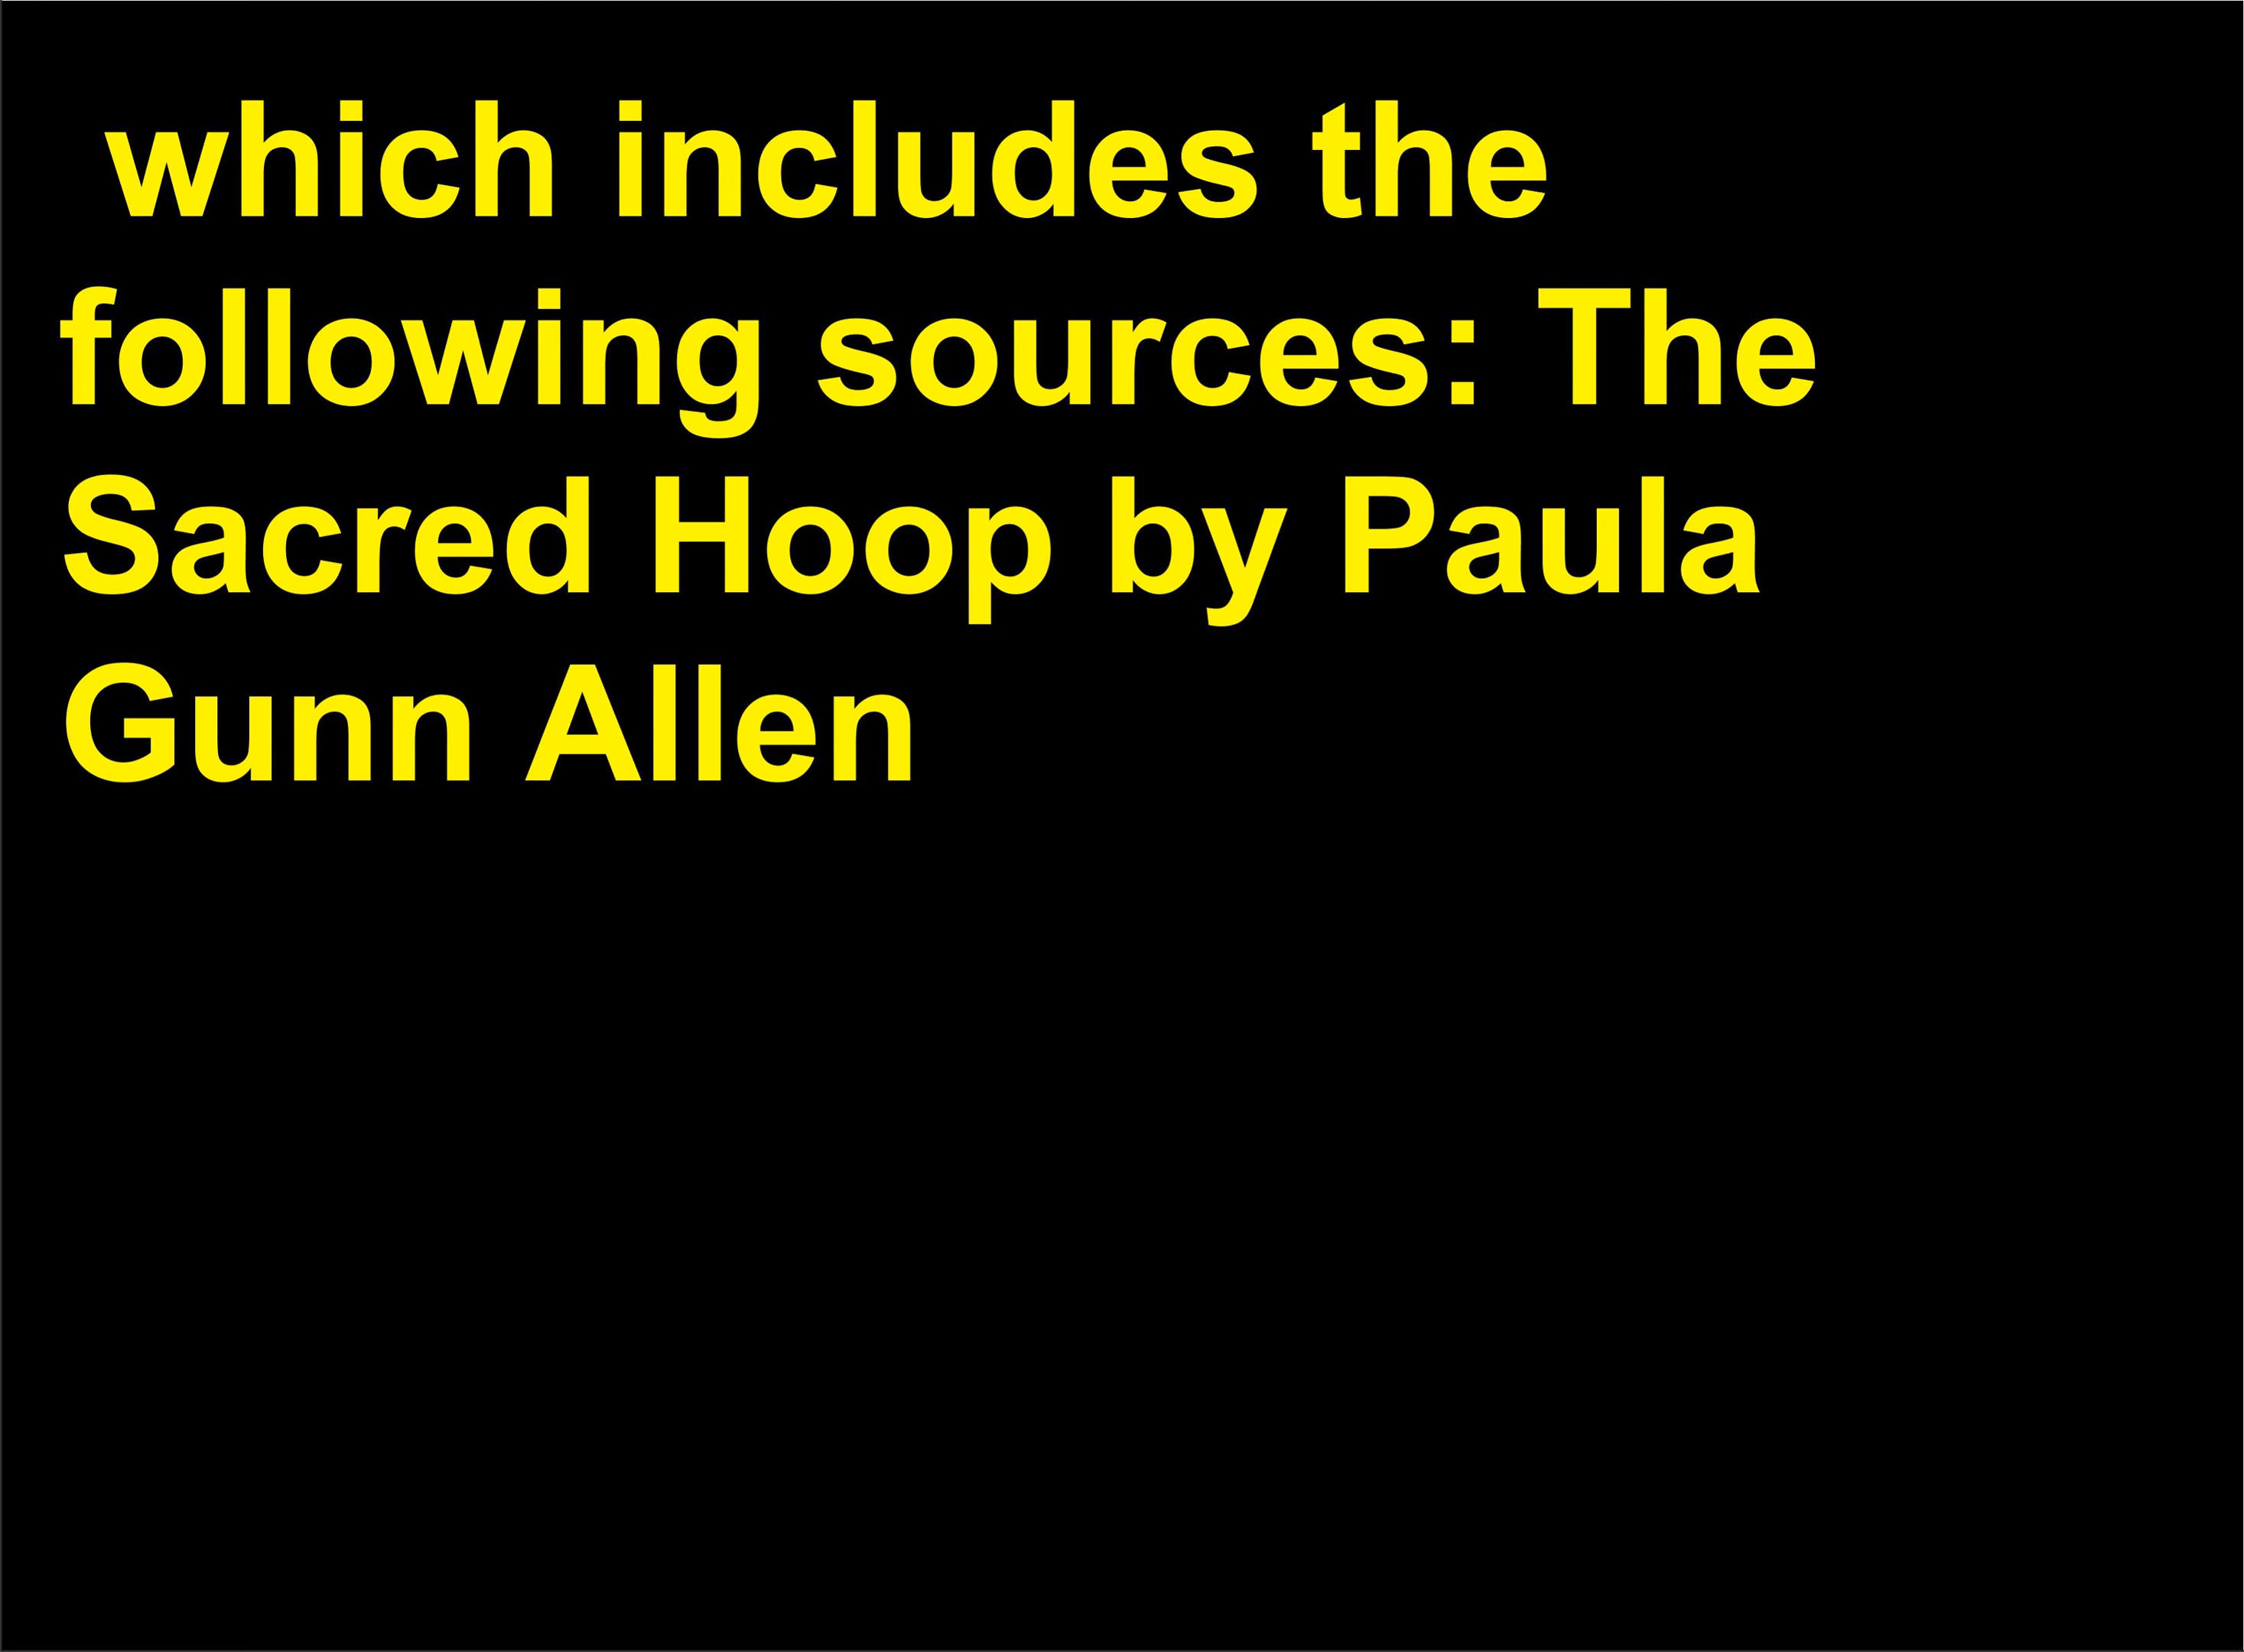 which includes the
following sources: The
Sacred Hoop by Paula
Gunn Allen